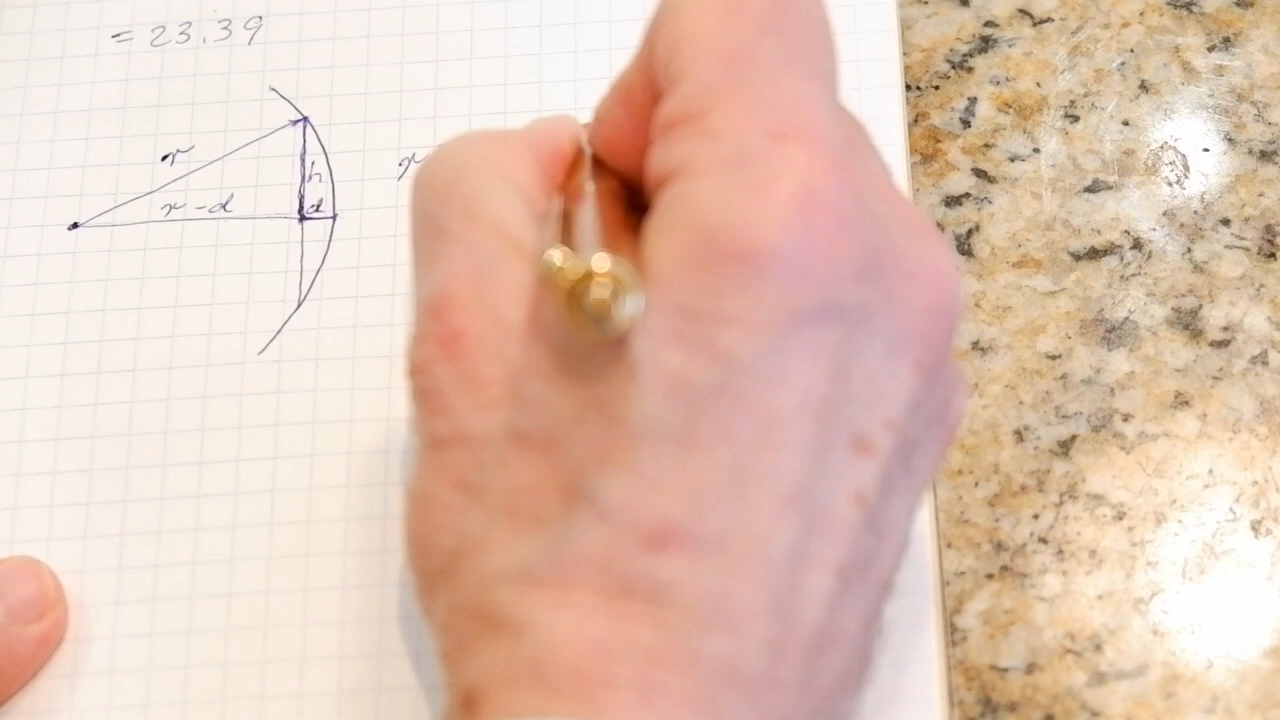 = 23.39
r
h
r
r-d
d